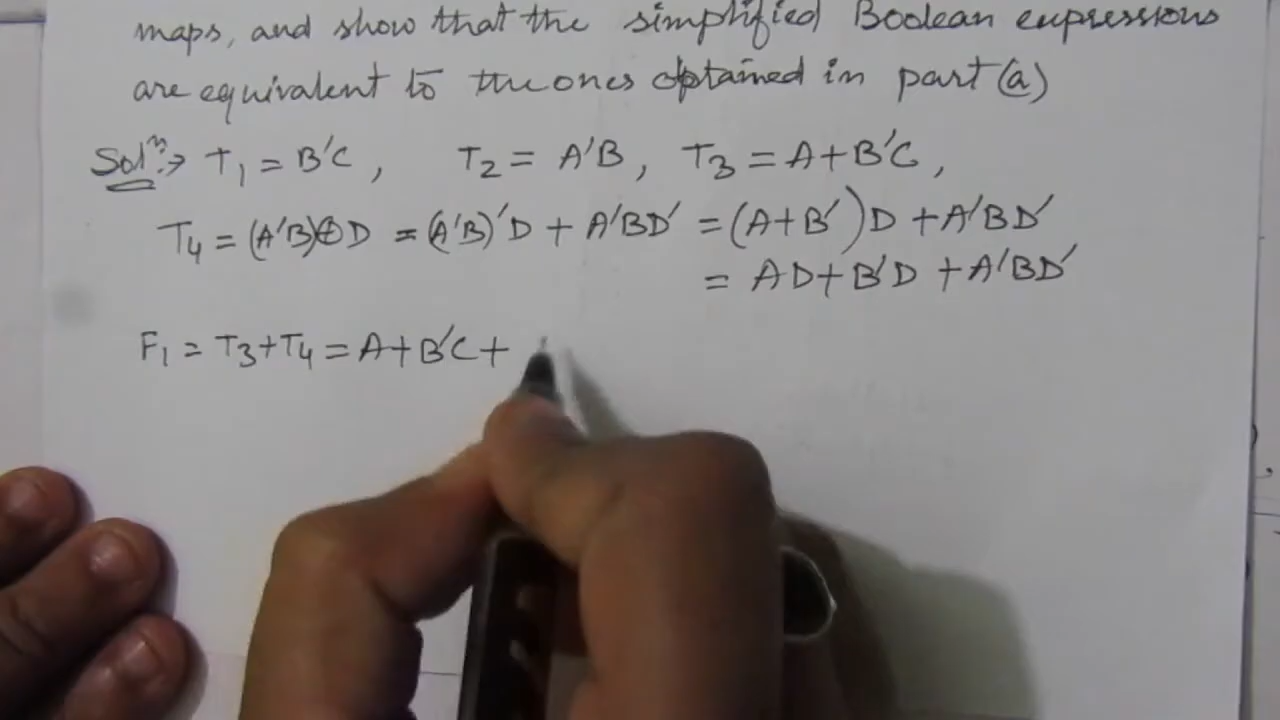 maps, and show that the simplified Boolean expressions
are equivalent to the ones obtained in part (a)
Solⁿ:→ T₁ = B'C , T₂ = A'B , T₃ = A+B'C ,
T₄ = (A'B)⊕D = (A'B)'D + A'BD' = (A+B')D + A'BD'
= AD+B'D + A'BD'
F₁ = T₃+T₄ = A+B'C+